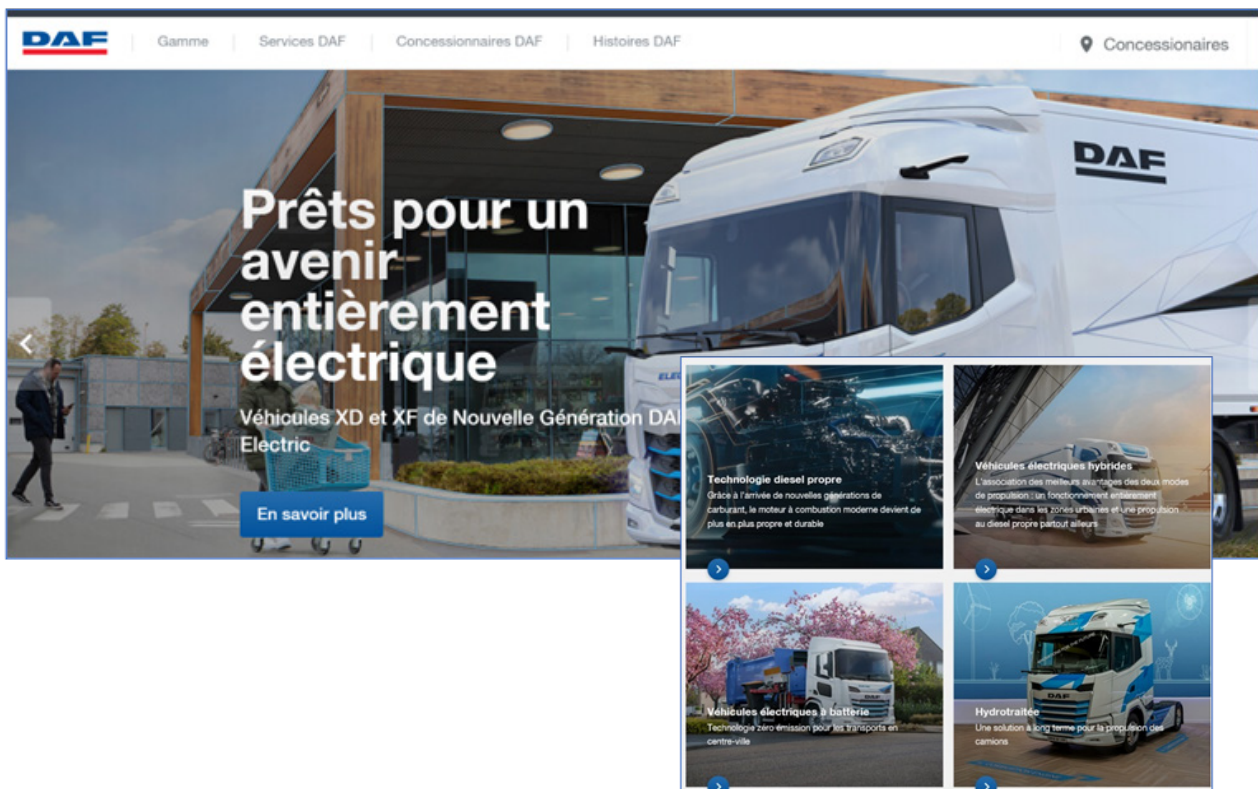 DAF
Gamme
Services DAF
Concessionnaires DAF
Histoires DAF
Concessionaires
DAF
Prêts pour un
avenir
entièrement
électrique
Véhicules XD et XF de Nouvelle Génération DAF
Electric
En savoir plus
Technologie diesel propre
Grâce à l'arrivée de nouvelles générations de
carburant, le moteur à combustion moderne devient de
plus en plus propre et durable
Véhicules électriques hybrides
L'association des meilleurs avantages des deux modes
de propulsion : un fonctionnement entièrement
électrique dans les zones urbaines et une propulsion
au diesel propre partout ailleurs
Véhicules électriques à batterie
Technologie zéro émission pour les transports en
centre-ville
DAF
Hydrotraitée
Une solution à long terme pour la propulsion des
camions
DAF